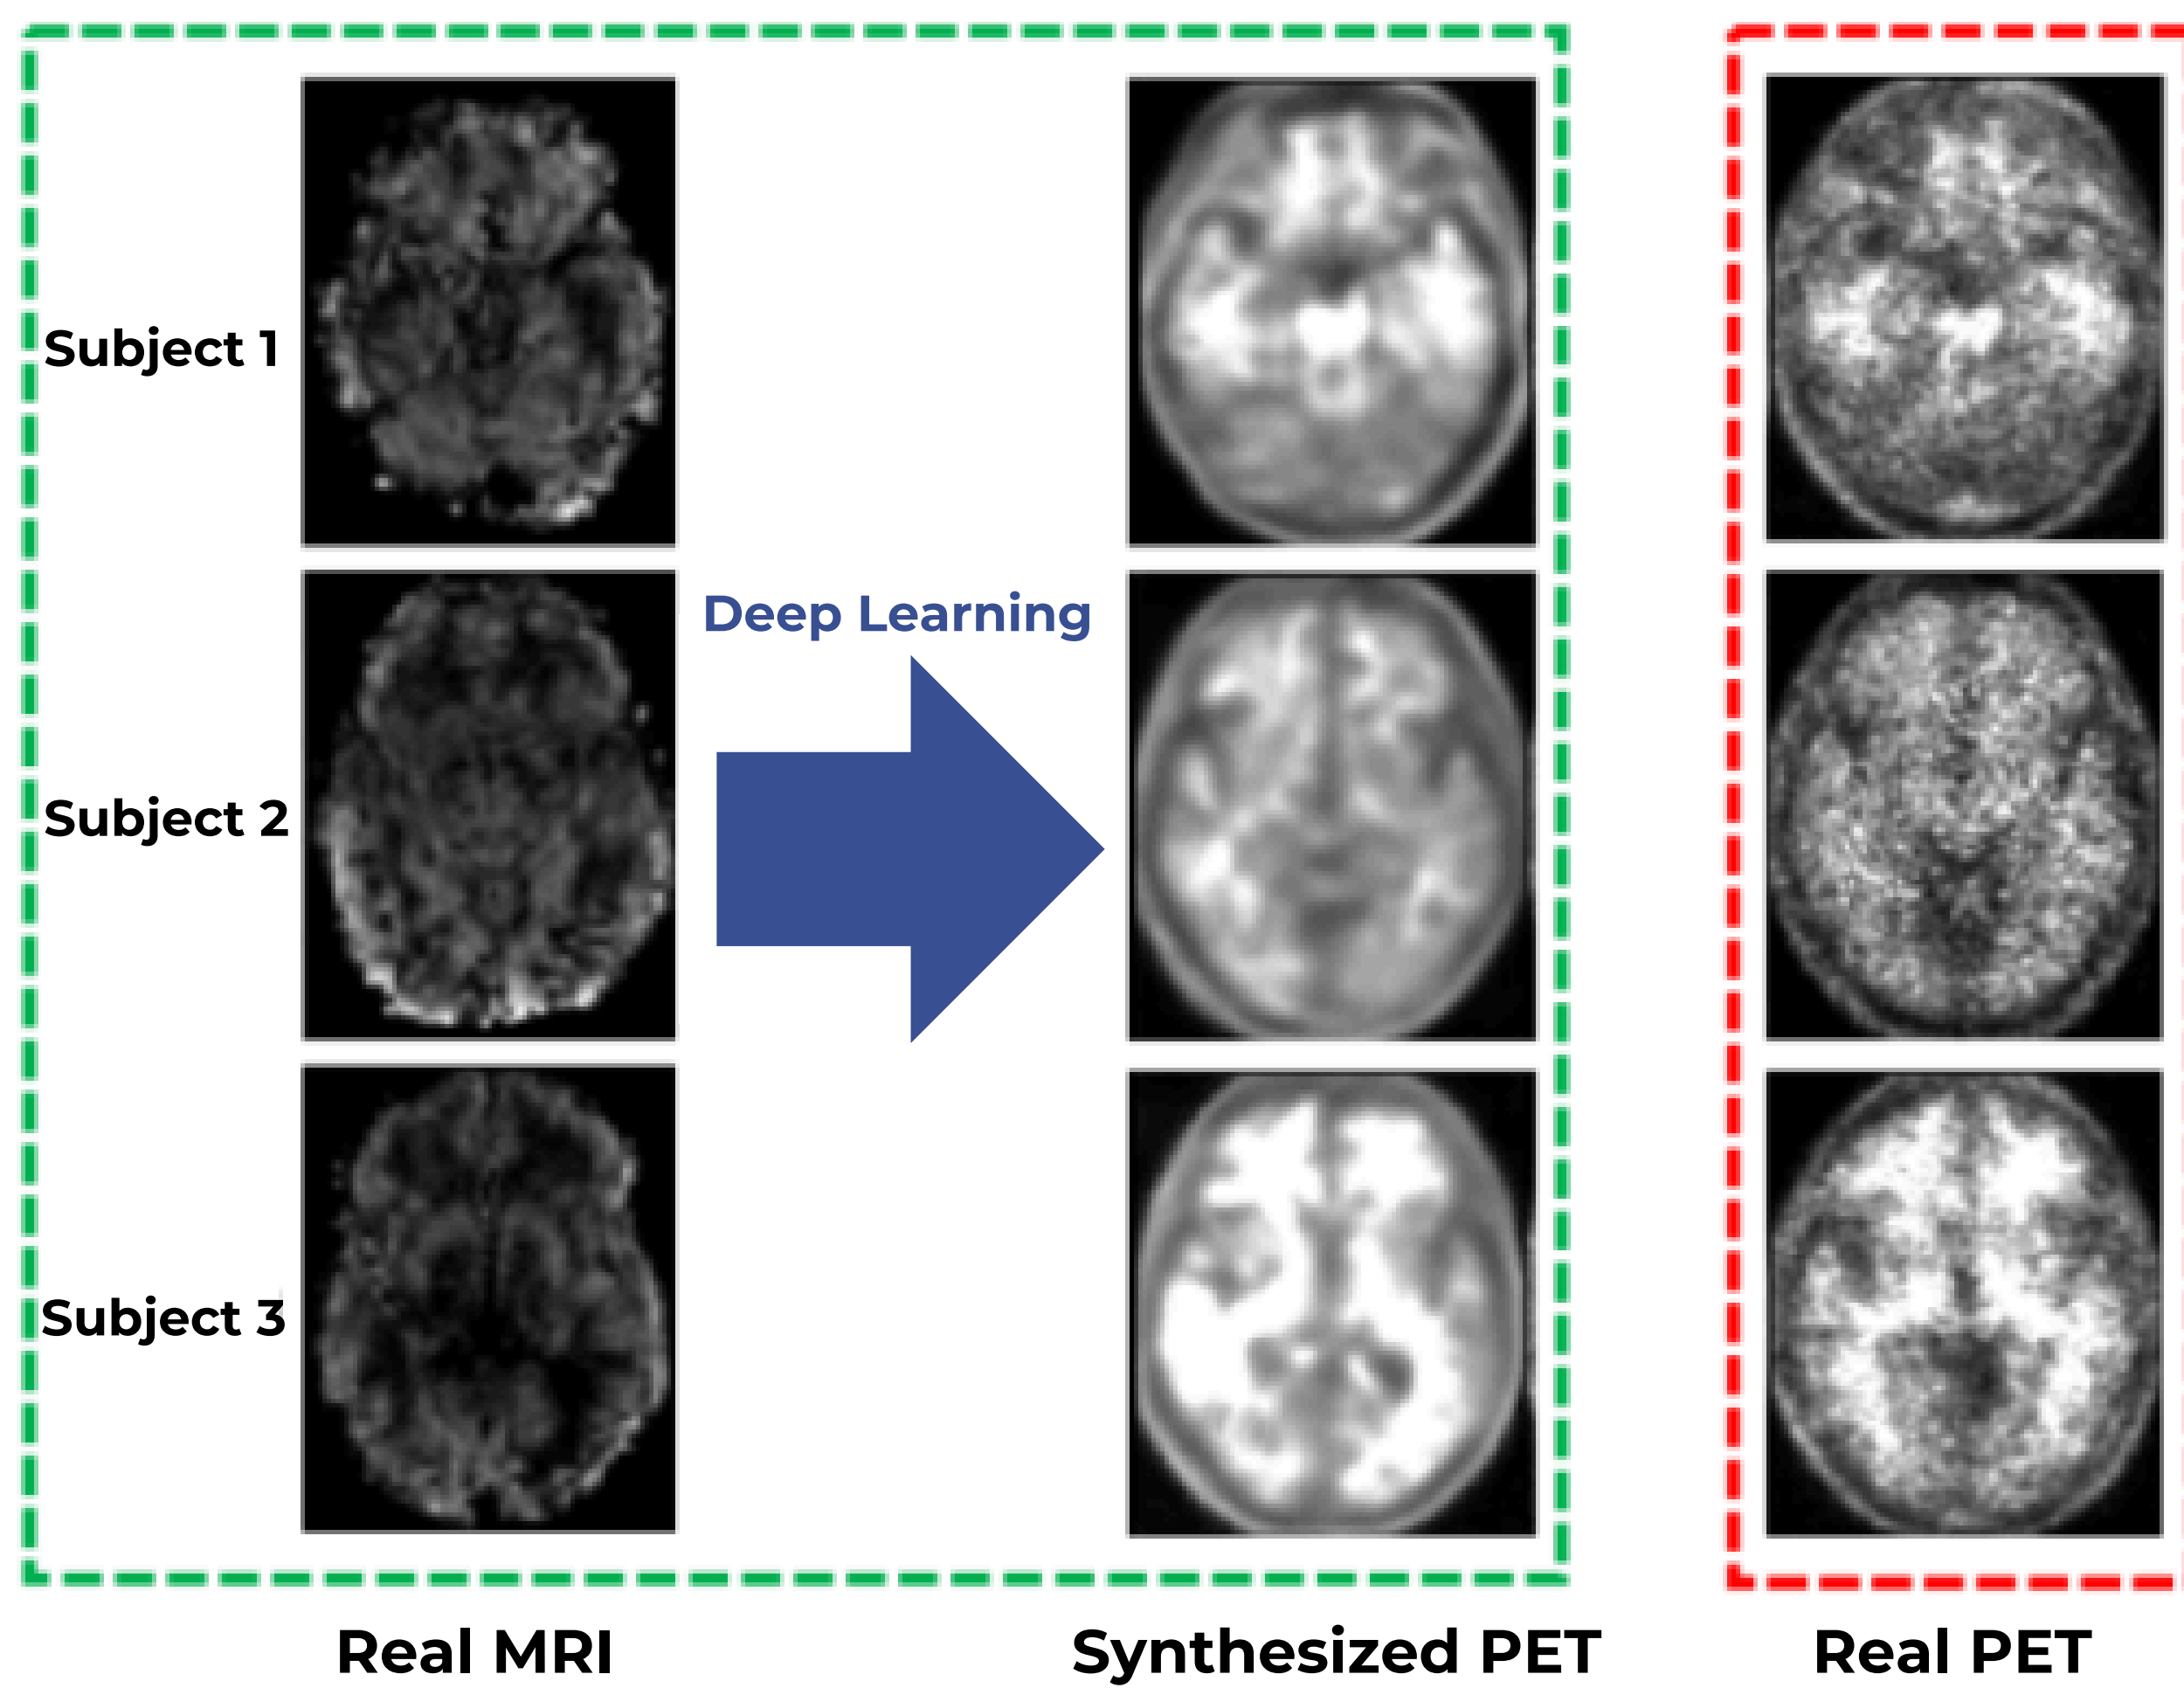 Subject 1
Deep Learning
Subject 2
Subject 3
Real MRI
Synthesized PET
Real PET